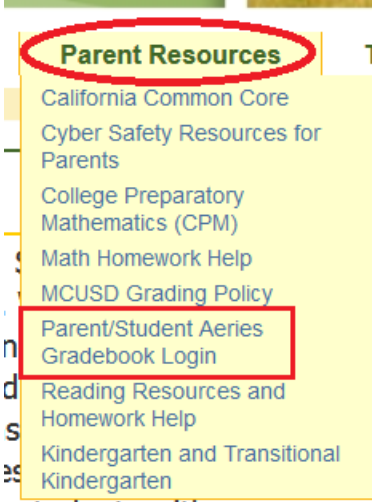 Parent Resources
California Common Core
Cyber Safety Resources for
Parents
College Preparatory
Mathematics (CPM)
Math Homework Help
MCUSD Grading Policy
Parent/Student Aeries
Gradebook Login
Reading Resources and
Homework Help
Kindergarten and Transitional
Kindergarten